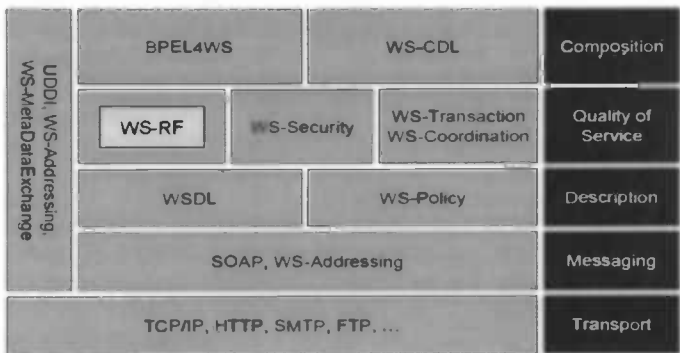 UDDI, WS-Addressing,
WS-MetaDataExchange
BPEL4WS
WS-CDL
Composition
WS-RF
WS-Security
WS-Transaction
WS-Coordination
Quality of
Service
WSDL
WS-Policy
Description
SOAP, WS-Addressing
Messaging
TCP/IP, HTTP, SMTP, FTP, ...
Transport